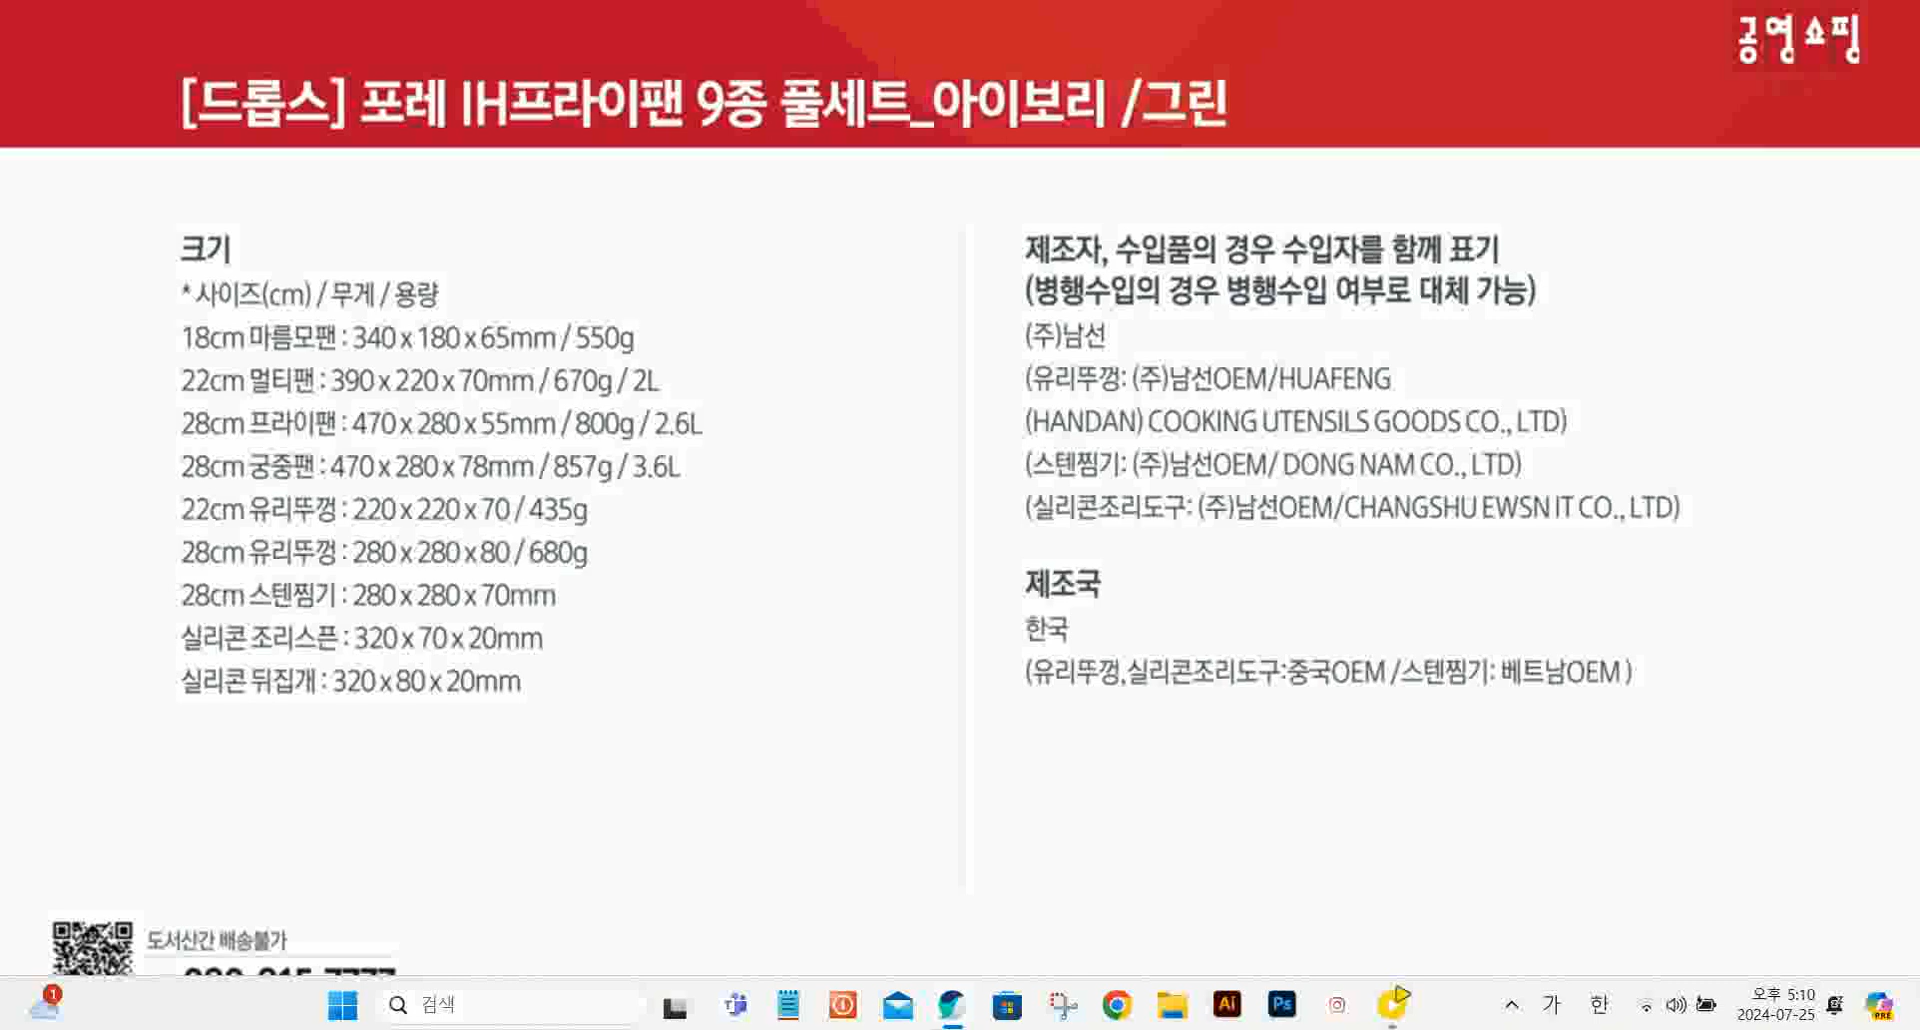 공영쇼핑
[드롭스] 포레 IH프라이팬 9종 풀세트_아이보리 /그린
크기
* 사이즈(cm) / 무게 / 용량
18cm 마름모팬 : 340 x 180 x 65mm / 550g
22cm 멀티팬 : 390 x 220 x 70mm / 670g / 2L
28cm 프라이팬 : 470 x 280 x 55mm / 800g / 2.6L
28cm 궁중팬 : 470 x 280 x 78mm / 857g / 3.6L
22cm 유리뚜껑 : 220 x 220 x 70 / 435g
28cm 유리뚜껑 : 280 x 280 x 80 / 680g
28cm 스텐찜기 : 280 x 280 x 70mm
실리콘 조리스픈 : 320 x 70 x 20mm
실리콘 뒤집개 : 320 x 80 x 20mm
제조자, 수입품의 경우 수입자를 함께 표기
(병행수입의 경우 병행수입 여부로 대체 가능)
(주)남선
(유리뚜껑: (주)남선OEM/HUAFENG
(HANDAN) COOKING UTENSILS GOODS CO., LTD)
(스텐찜기: (주)남선OEM/ DONG NAM CO., LTD)
(실리콘조리도구: (주)남선OEM/CHANGSHU EWSN IT CO., LTD)
제조국
한국
(유리뚜껑,실리콘조리도구:중국OEM /스텐찜기: 베트남OEM )
도서산간 배송불가
1
검색
Ai
Ps
가
한
오후 5:10
2024-07-25
PRE